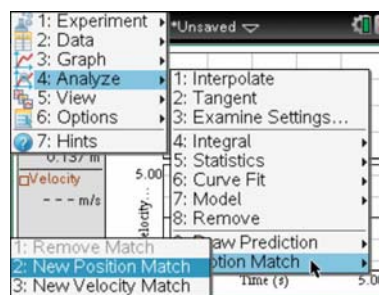 1: Experiment
2: Data
3: Graph
4: Analyze
5: View
6: Options
7: Hints
*Unsaved
1: Interpolate
2: Tangent
3: Examine Settings...
4: Integral
5: Statistics
6: Curve Fit
7: Model
8: Remove
Prediction
Match
1: Remove Match
2: New Position Match
3: New Velocity Match
0.137 m
Velocity
--- m/s
5.00
Time (s)
5.0